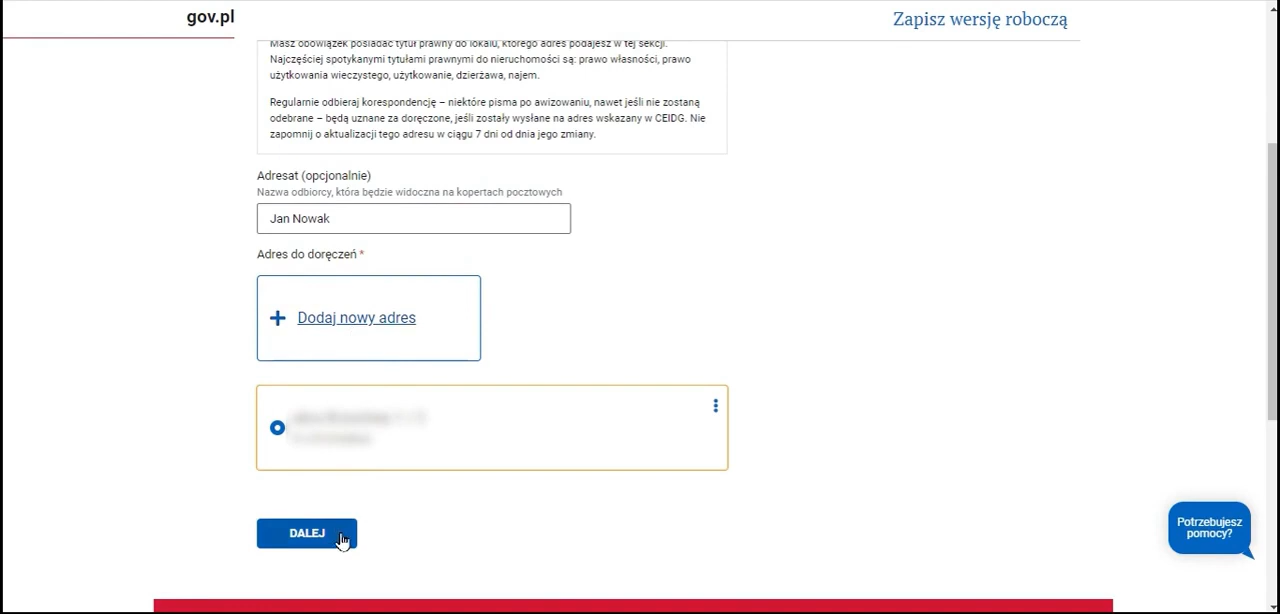 gov.pl
Zapisz wersję roboczą
Masz obowiązek posiadać tytuł prawny do lokalu, którego adres podajesz w tej sekcji.
Najczęściej spotykanymi tytułami prawnymi do nieruchomości są: prawo własności, prawo
użytkowania wieczystego, użytkowanie, dzierżawa, najem.
Regularnie odbieraj korespondencję – niektóre pisma po awizowaniu, nawet jeśli nie zostaną
odebrane – będą uznane za doręczone, jeśli zostały wysłane na adres wskazany w CEIDG. Nie
zapomnij o aktualizacji tego adresu w ciągu 7 dni od dnia jego zmiany.
Adresat (opcjonalnie)
Nazwa odbiorcy, która będzie widoczna na kopertach pocztowych
Jan Nowak
Adres do doręczeń *
Dodaj nowy adres
DALEJ
Potrzebujesz
pomocy?